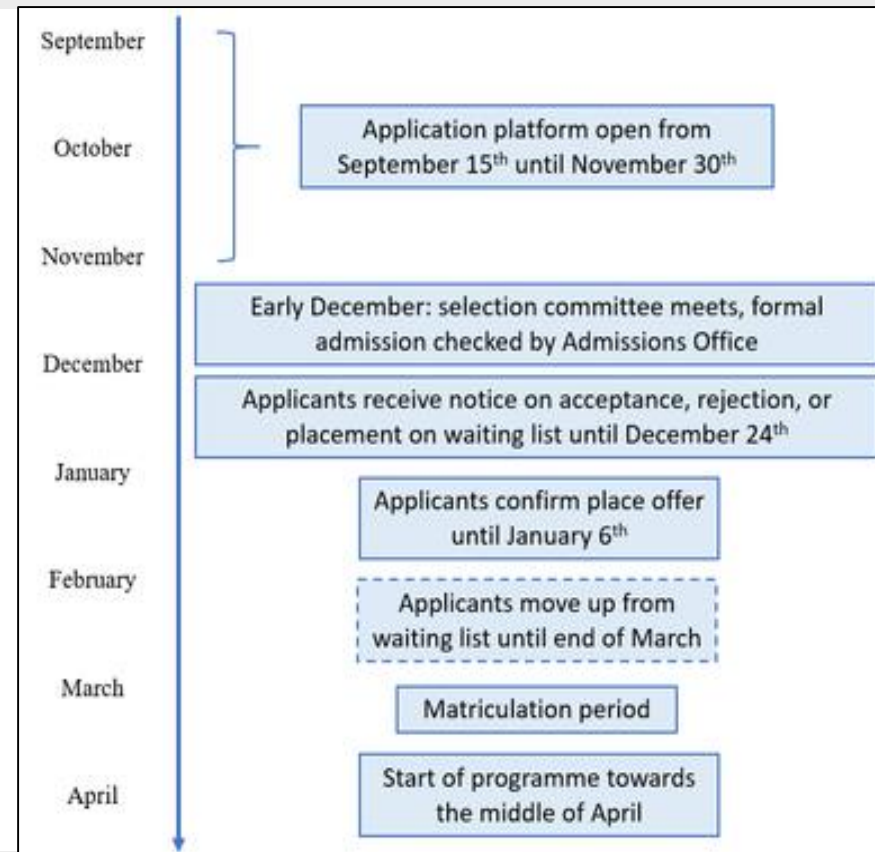 September
October
Application platform open from
September 15th until November 30th
November
Early December: selection committee meets, formal
admission checked by Admissions Office
December
Applicants receive notice on acceptance, rejection, or
placement on waiting list until December 24th
January
Applicants confirm place offer
until January 6th
February
Applicants move up from
waiting list until end of March
March
Matriculation period
April
Start of programme towards
the middle of April